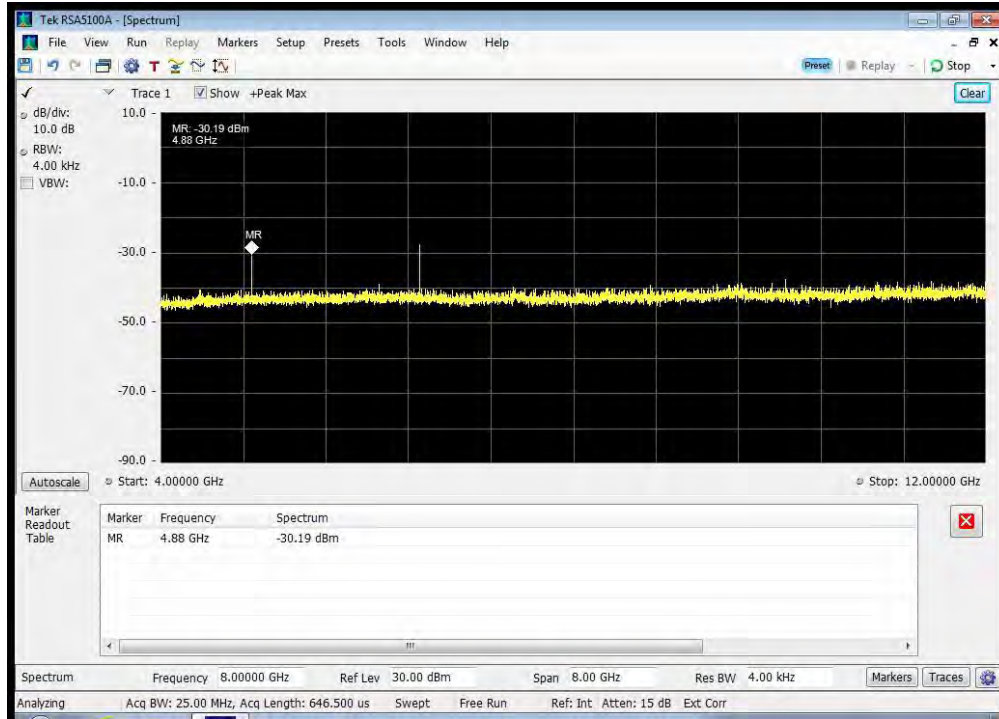 Tek RSA5100A - [Spectrum]
File View Run Replay Markers Setup Presets Tools Window Help
Preset Replay Stop
Trace 1 Show +Peak Max Clear
dB/div: 10.0
10.0 dB MR: -30.19 dBm
RBW: 4.88 GHz
4.00 kHz
VBW: -10.0
MR
-30.0
-50.0
-70.0
-90.0
Autoscale Start: 4.00000 GHz Stop: 12.00000 GHz
Marker Readout Table
Marker Frequency Spectrum
MR 4.88 GHz -30.19 dBm
Spectrum Frequency 8.00000 GHz Ref Lev 30.00 dBm Span 8.00 GHz Res BW 4.00 kHz Markers Traces
Analyzing Acq BW: 25.00 MHz, Acq Length: 646.500 us Swept Free Run Ref: Int Atten: 15 dB Ext Corr